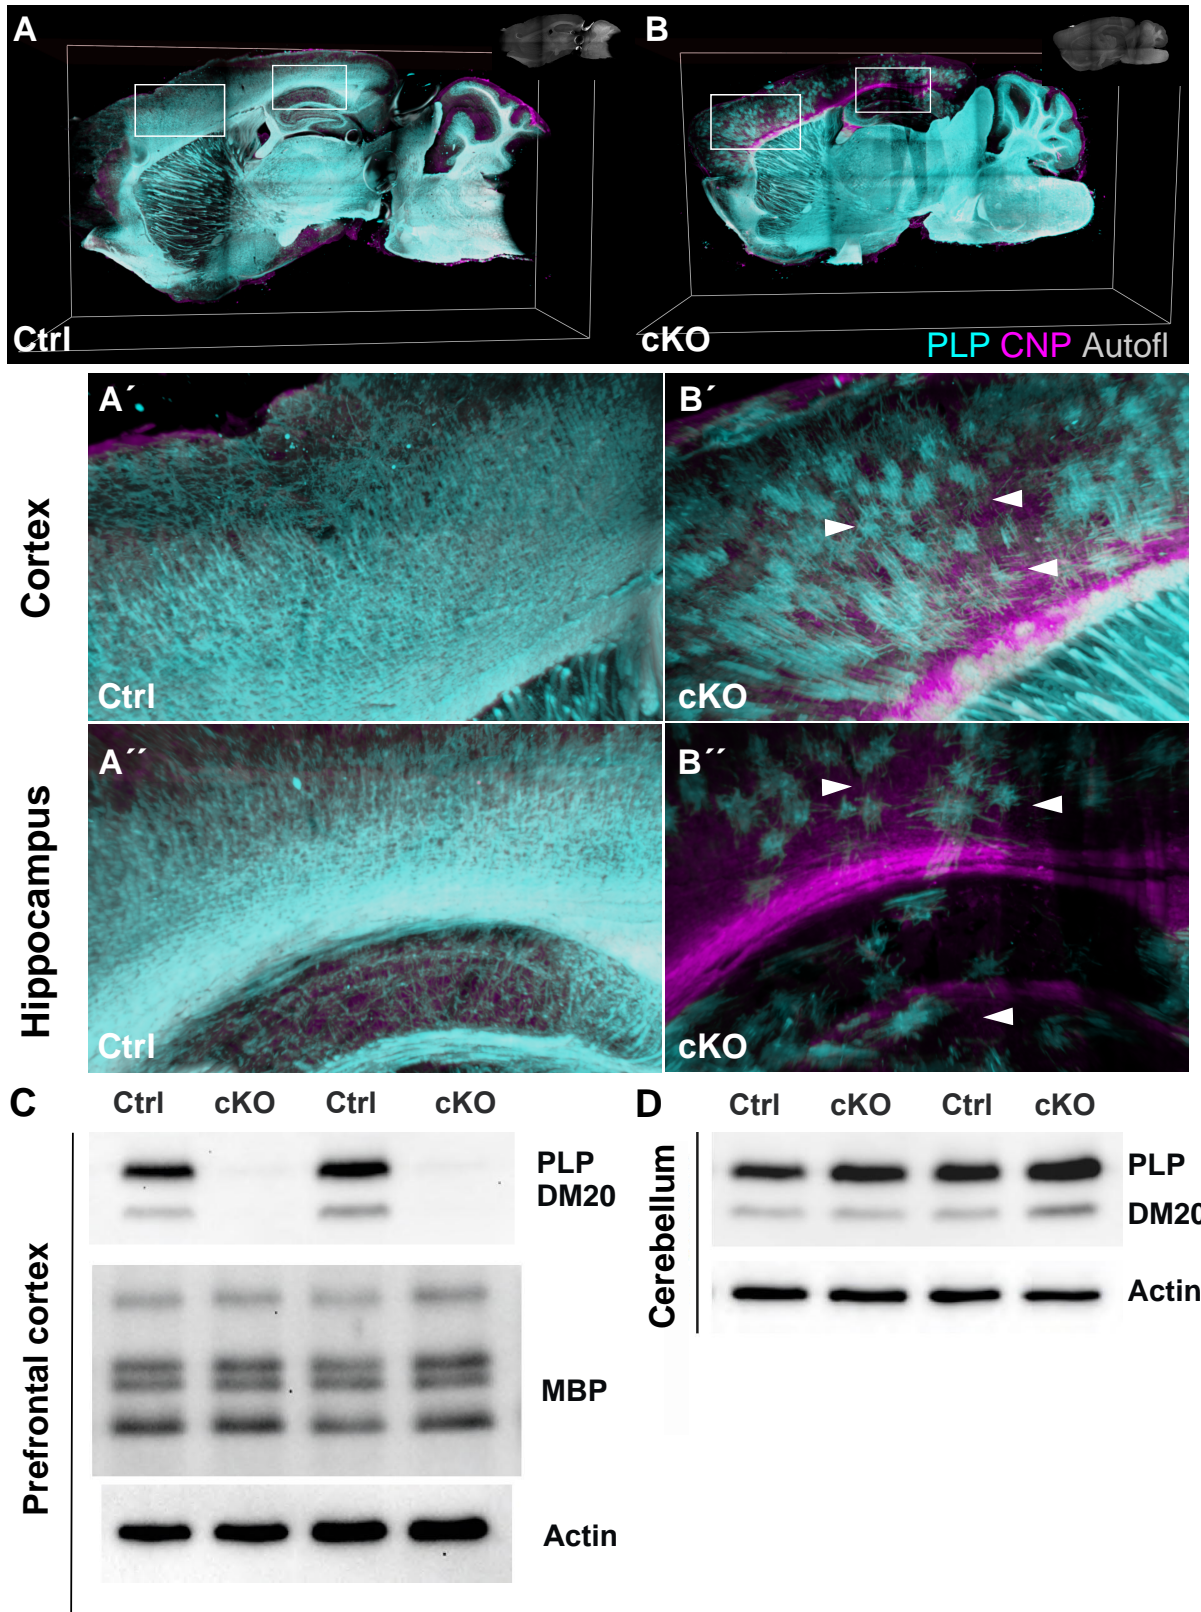 A
B
Ctrl
cKO
PLP CNP Autofl
Cortex
A´
B´
Ctrl
cKO
Hippocampus
A´´
B´´
Ctrl
cKO
C
Ctrl cKO Ctrl cKO
Prefrontal cortex
PLP
DM20
MBP
Actin
D
Ctrl cKO Ctrl cKO
Cerebellum
PLP
DM20
Actin